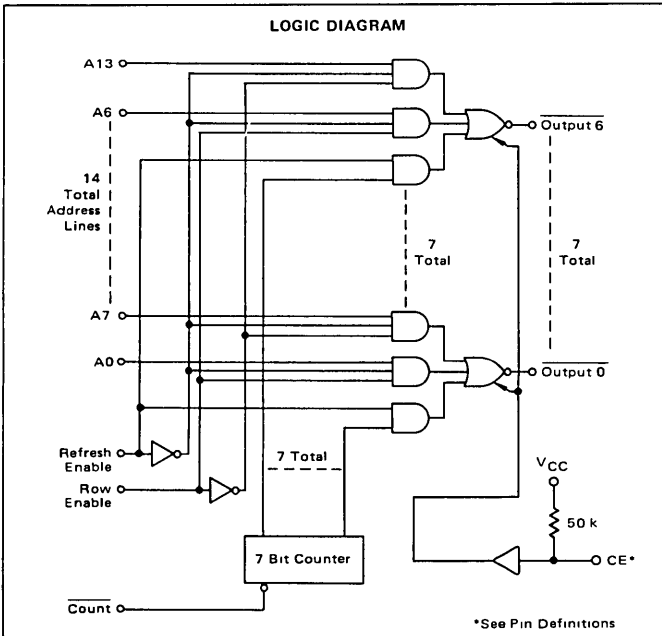 LOGIC DIAGRAM
A13
A6
Output 6
14
Total
Address
Lines
7
Total
7
Total
A7
A0
Output 0
Refresh
Enable
Row
Enable
7 Total
VCC
50 k
7 Bit Counter
CE*
Count
*See Pin Definitions